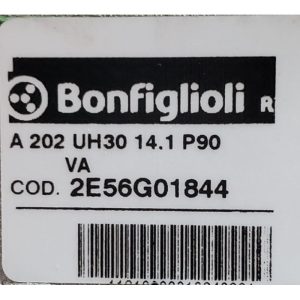 Bonfiglioli R
A 202 UH30 14.1 P90
VA
COD. 2E56G01844